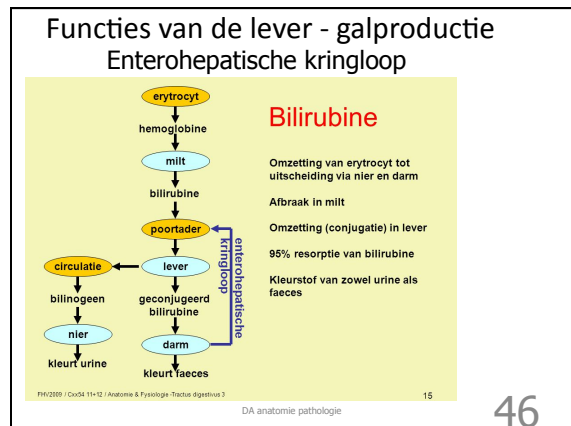 Functies van de lever - galproductie
Enterohepatische kringloop
erytrocyt
hemoglobine
milt
bilirubine
poortader
circulatie
lever
bilinogeen
geconjugeerd
bilirubine
nier
darm
kleurt urine
kleurt faeces
enterohepatische
kringloop
Bilirubine
Omzetting van erytrocyt tot
uitscheiding via nier en darm
Afbraak in milt
Omzetting (conjugatie) in lever
95% resorptie van bilirubine
Kleurstof van zowel urine als
faeces
FHV2009 / Cxx54 11+12 / Anatomie & Fysiologie -Tractus digestivus 3
15
DA anatomie pathologie
46